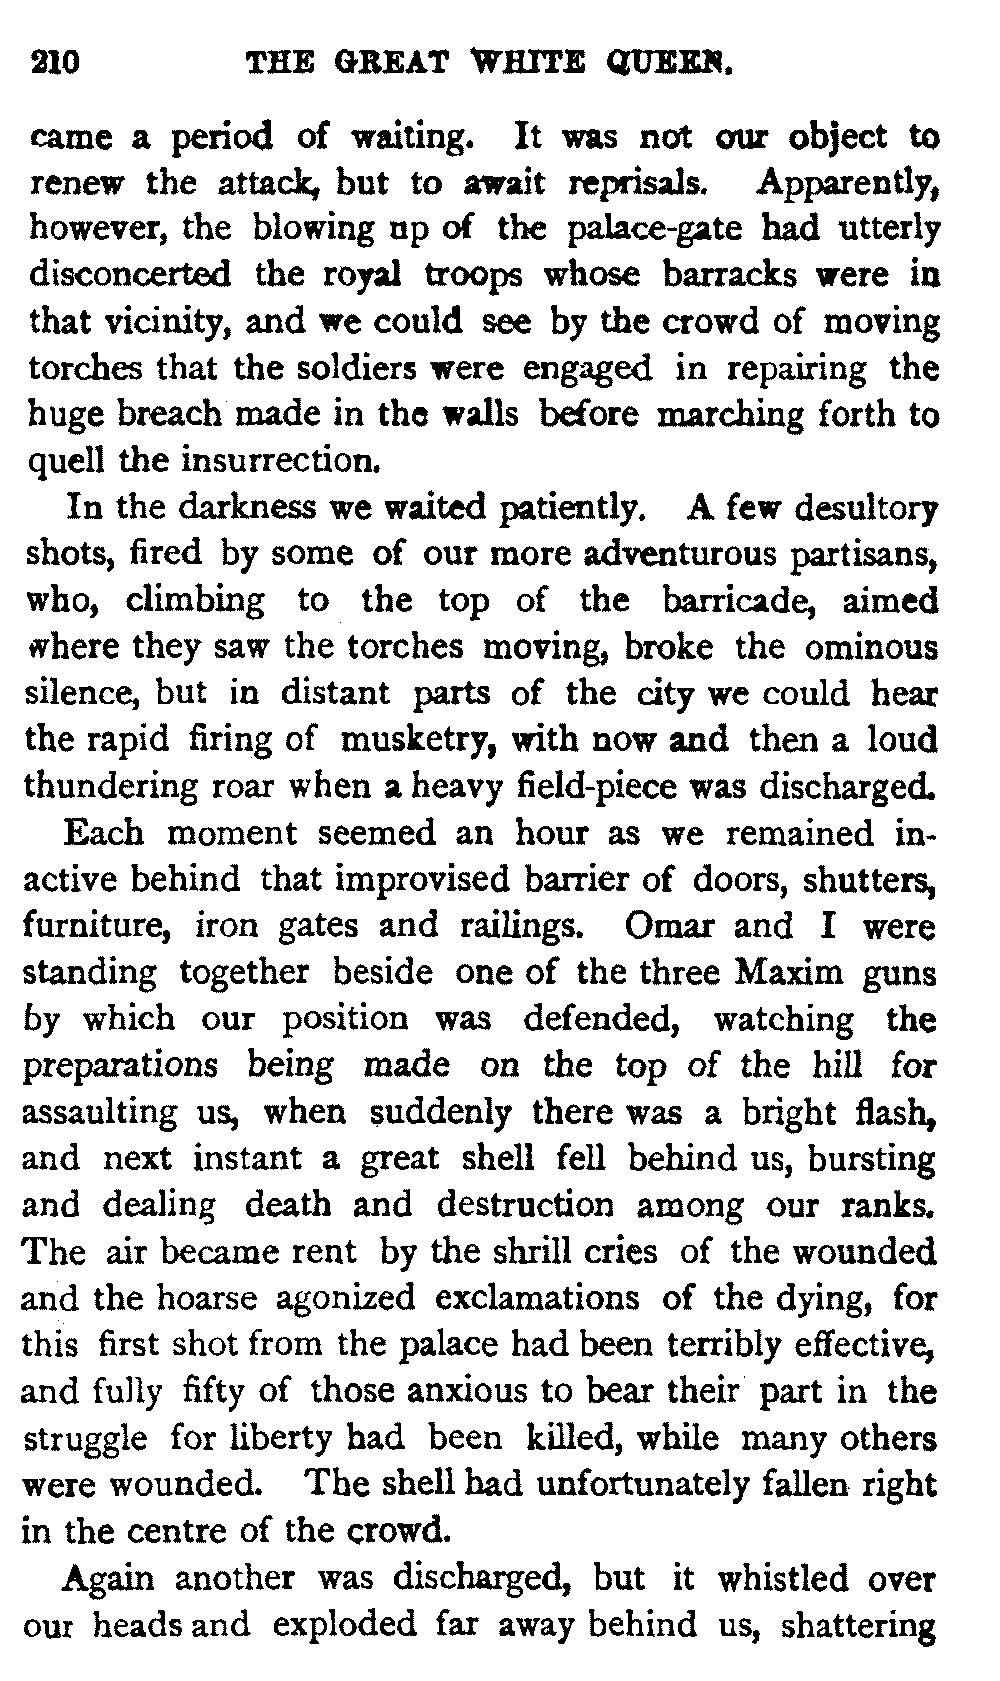 210 THE GREAT WHITE QUEEN.
came a period of waiting. It was not our object to
renew the attack, but to await reprisals. Apparently,
however, the blowing up of the palace-gate had utterly
disconcerted the royal troops whose barracks were in
that vicinity, and we could see by the crowd of moving
torches that the soldiers were engaged in repairing the
huge breach made in the walls before marching forth to
quell the insurrection.
In the darkness we waited patiently. A few desultory
shots, fired by some of our more adventurous partisans,
who, climbing to the top of the barricade, aimed
where they saw the torches moving, broke the ominous
silence, but in distant parts of the city we could hear
the rapid firing of musketry, with now and then a loud
thundering roar when a heavy field-piece was discharged.
Each moment seemed an hour as we remained in-
active behind that improvised barrier of doors, shutters,
furniture, iron gates and railings. Omar and I were
standing together beside one of the three Maxim guns
by which our position was defended, watching the
preparations being made on the top of the hill for
assaulting us, when suddenly there was a bright flash,
and next instant a great shell fell behind us, bursting
and dealing death and destruction among our ranks.
The air became rent by the shrill cries of the wounded
and the hoarse agonized exclamations of the dying, for
this first shot from the palace had been terribly effective,
and fully fifty of those anxious to bear their part in the
struggle for liberty had been killed, while many others
were wounded. The shell had unfortunately fallen right
in the centre of the crowd.
Again another was discharged, but it whistled over
our heads and exploded far away behind us, shattering